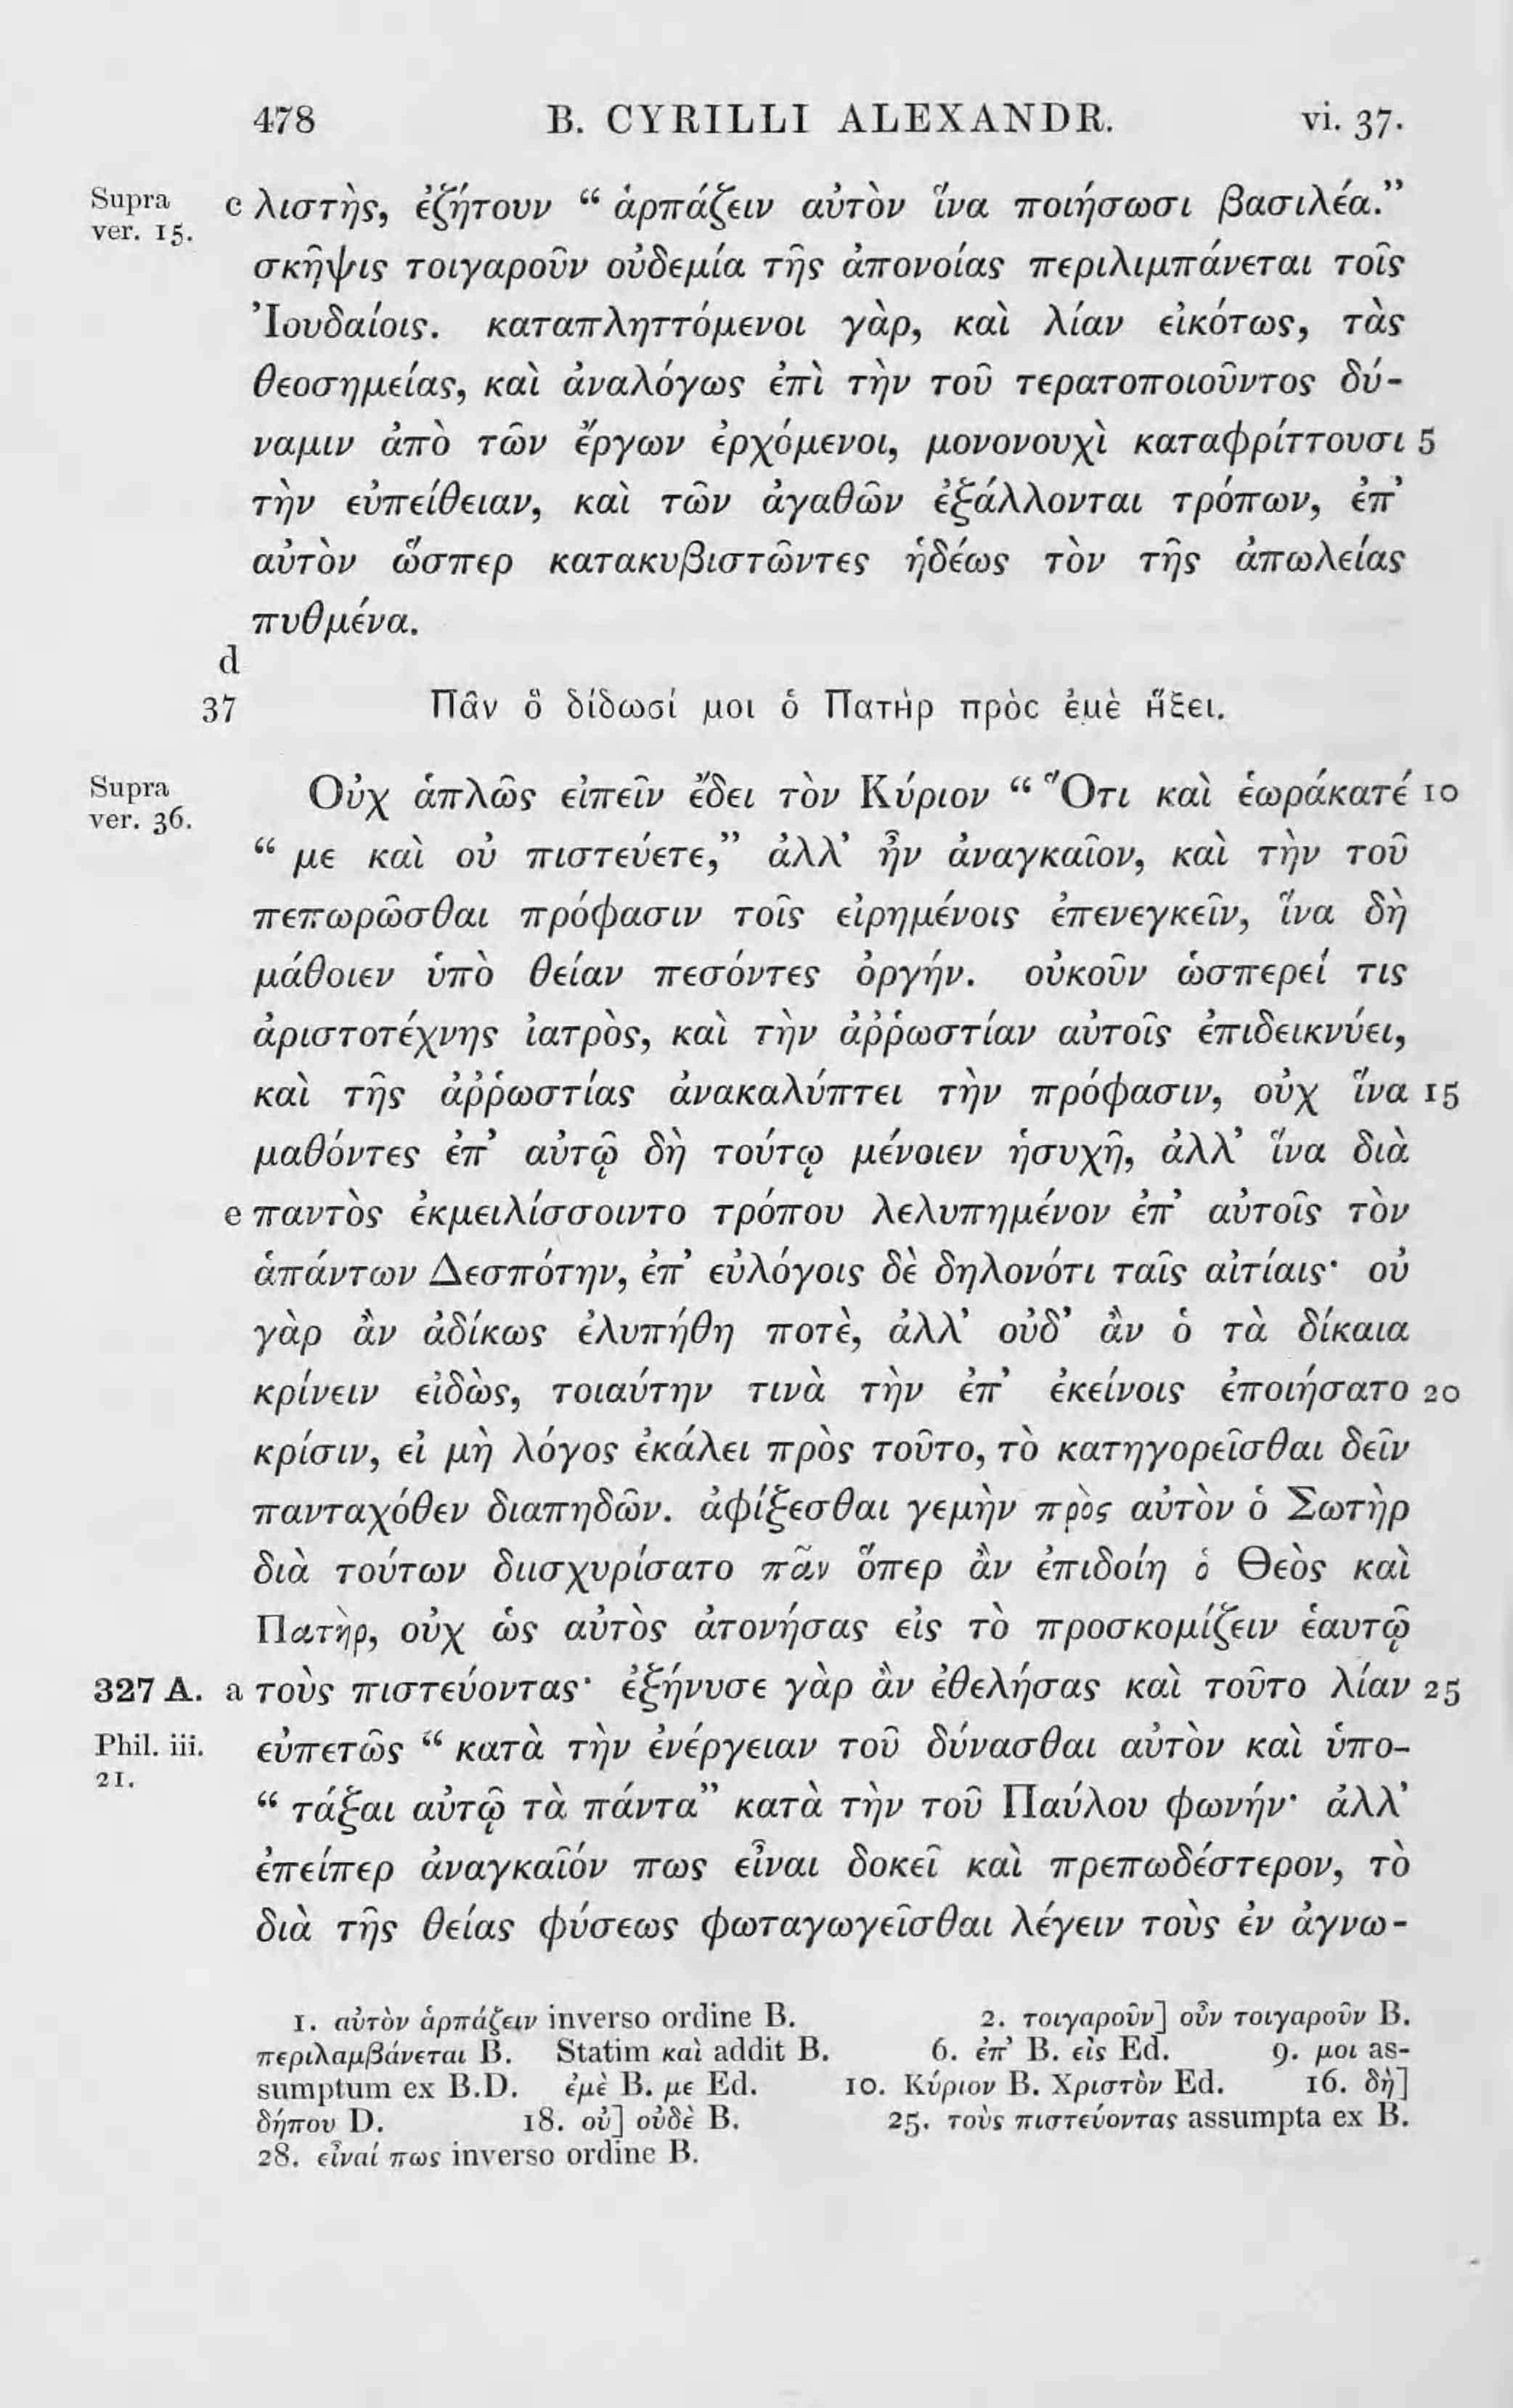 478 B. CYRILLI ALEXANDR. vi. 37.
Supra c λιστὴς, ἐζήτουν “ ἁρπάζειν αὐτὸν ἵνα ποιήσωσι βασιλέα.”
ver. 15.
σκῆψις τοιγαροῦν οὐδεμία τῆς ἀπονοίας περιλιμπάνεται τοῖς
Ἰουδαίοις. καταπληττόμενοι γὰρ, καὶ λίαν εἰκότως, τὰς
θεοσημείας, καὶ ἀναλόγως ἐπὶ τὴν τοῦ τερατοποιοῦντος δύ-
ναμιν ἀπὸ τῶν ἔργων ἐρχόμενοι, μονονουχὶ καταφρίττουσι 5
τὴν εὐπείθειαν, καὶ τῶν ἀγαθῶν ἐξάλλονται τρόπων, ἐπ’
αὐτὸν ὥσπερ κατακυβιστῶντες ἡδέως τὸν τῆς ἀπωλείας
πυθμένα.
d
37 Πᾶν ὃ δίδωσί μοι ὁ Πατὴρ πρὸς ἐμὲ ἥξει.
Supra Οὐχ ἁπλῶς εἰπεῖν ἔδει τὸν Κύριον “ Ὅτι καὶ ἑωράκατέ 10
ver. 36.
“ με καὶ οὐ πιστεύετε,” ἀλλ’ ἦν ἀναγκαῖον, καὶ τὴν τοῦ
πεπωρῶσθαι πρόφασιν τοῖς εἰρημένοις ἐπενεγκεῖν, ἵνα δὴ
μάθοιεν ὑπὸ θείαν πεσόντες ὀργήν. οὐκοῦν ὡσπερεί τις
ἀριστοτέχνης ἰατρὸς, καὶ τὴν ἀῤῥωστίαν αὐτοῖς ἐπιδεικνύει,
καὶ τῆς ἀῤῥωστίας ἀνακαλύπτει τὴν πρόφασιν, οὐχ ἵνα 15
μαθόντες ἐπ’ αὐτῷ δὴ τούτῳ μένοιεν ἡσυχῆ, ἀλλ’ ἵνα διὰ
e παντὸς ἐκμειλίσσοιντο τρόπου λελυπημένον ἐπ’ αὐτοῖς τὸν
ἁπάντων Δεσπότην, ἐπ’ εὐλόγοις δὲ δηλονότι ταῖς αἰτίαις· οὐ
γὰρ ἂν ἀδίκως ἐλυπήθη ποτὲ, ἀλλ’ οὐδ’ ἂν ὁ τὰ δίκαια
κρίνειν εἰδὼς, τοιαύτην τινὰ τὴν ἐπ’ ἐκείνοις ἐποιήσατο 20
κρίσιν, εἰ μὴ λόγος ἐκάλει πρὸς τοῦτο, τὸ κατηγορεῖσθαι δεῖν
πανταχόθεν διαπηδῶν. ἀφίξεσθαι γεμὴν πρὸς αὐτὸν ὁ Σωτὴρ
διὰ τούτων διισχυρίσατο πᾶν ὅπερ ἂν ἐπιδοίη ὁ Θεὸς καὶ
Πατὴρ, οὐχ ὡς αὐτὸς ἀτονήσας εἰς τὸ προσκομίζειν ἑαυτῷ
327 A. a τοὺς πιστεύοντας· ἐξήνυσε γὰρ ἂν ἐθελήσας καὶ τοῦτο λίαν 25
Phil. iii. εὐπετῶς “ κατὰ τὴν ἐνέργειαν τοῦ δύνασθαι αὐτὸν καὶ ὑπο-
21.
“ τάξαι αὐτῷ τὰ πάντα” κατὰ τὴν τοῦ Παύλου φωνήν· ἀλλ’
ἐπείπερ ἀναγκαῖόν πως εἶναι δοκεῖ καὶ πρεπωδέστερον, τὸ
διὰ τῆς θείας φύσεως φωταγωγεῖσθαι λέγειν τοὺς ἐν ἀγνω-
1. αὐτὸν ἁρπάζειν inverso ordine B. 2. τοιγαροῦν] οὖν τοιγαροῦν B.
περιλαμβάνεται B. Statim καὶ addit B. 6. ἐπ’ B. εἰς Ed. 9. μοι as-
sumptum ex B.D. ἐμὲ B. με Ed. 10. Κύριον B. Χριστὸν Ed. 16. δὴ]
δήπου D. 18. οὐ] οὐδὲ B. 25. τοὺς πιστεύοντας assumpta ex B.
28. εἶναί πως inverso ordine B.